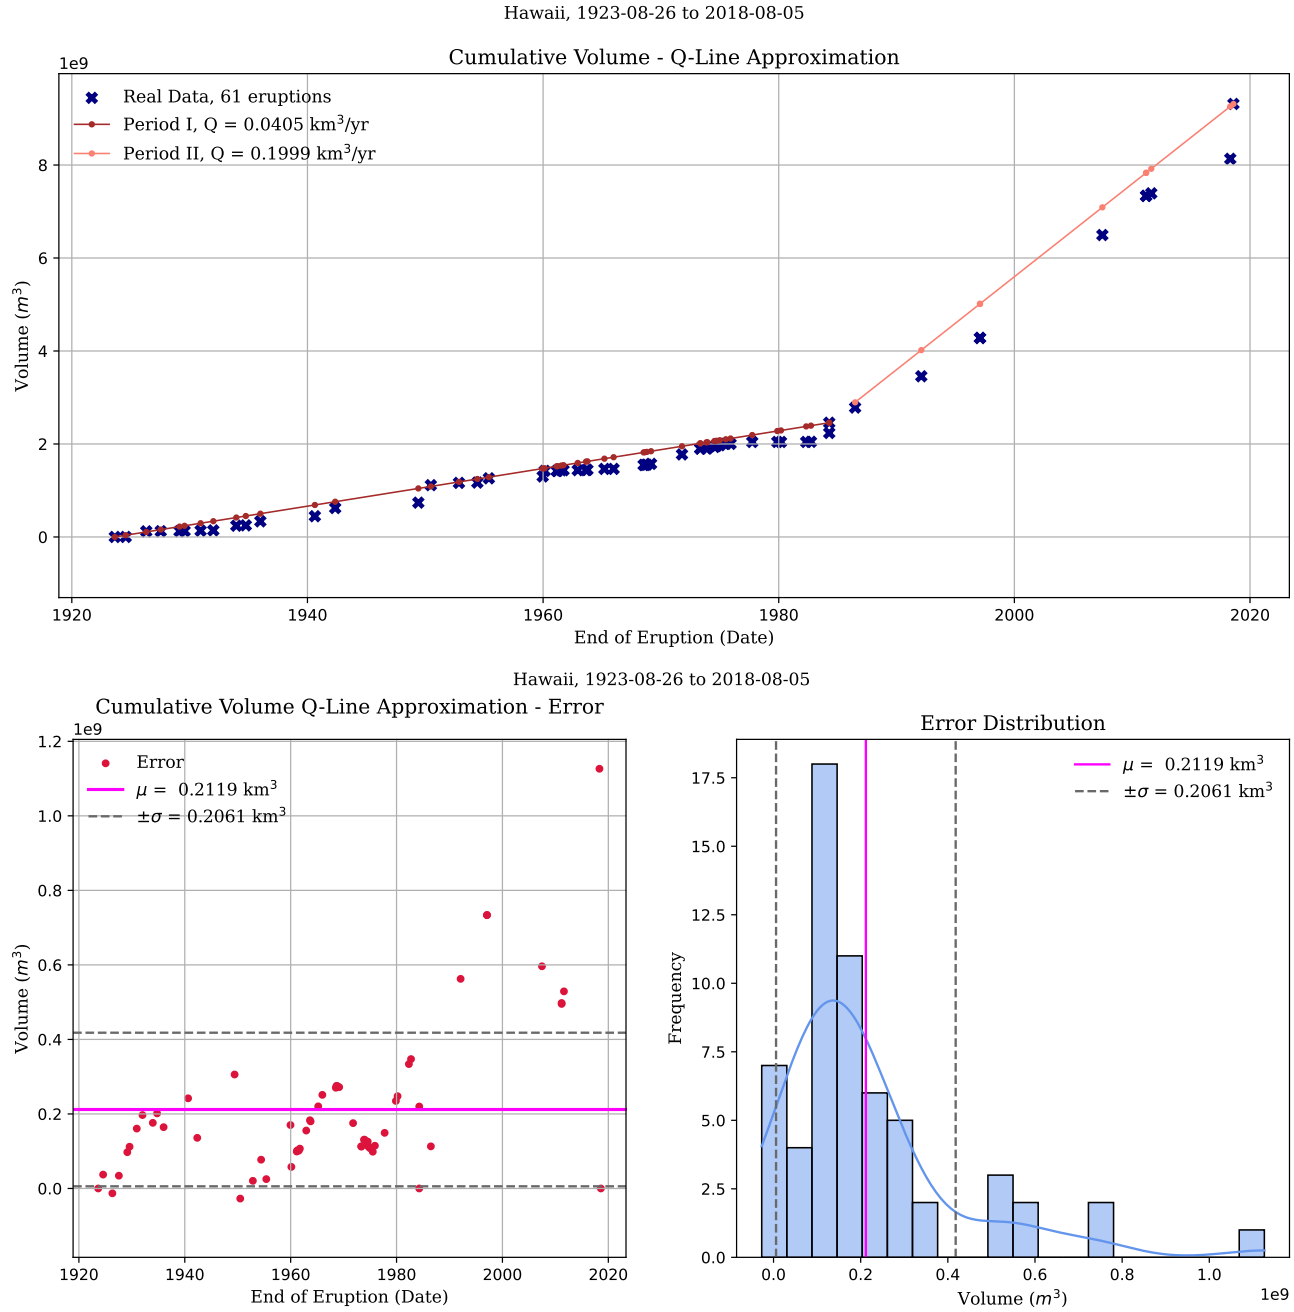 Hawaii, 1923-08-26 to 2018-08-05
Cumulative Volume - Q-Line Approximation
1e9
Real Data, 61 eruptions
Period I, Q = 0.0405 km³/yr
Period II, Q = 0.1999 km³/yr
8
6
4
2
0
Volume (m³)
1920 1940 1960 1980 2000 2020
End of Eruption (Date)
Hawaii, 1923-08-26 to 2018-08-05
Cumulative Volume Q-Line Approximation - Error
1e9
Error
μ = 0.2119 km³
±σ = 0.2061 km³
1.2
1.0
0.8
0.6
0.4
0.2
0.0
Volume (m³)
1920 1940 1960 1980 2000 2020
End of Eruption (Date)
Error Distribution
μ = 0.2119 km³
±σ = 0.2061 km³
17.5
15.0
12.5
10.0
7.5
5.0
2.5
0.0
Frequency
0.0 0.2 0.4 0.6 0.8 1.0
1e9
Volume (m³)